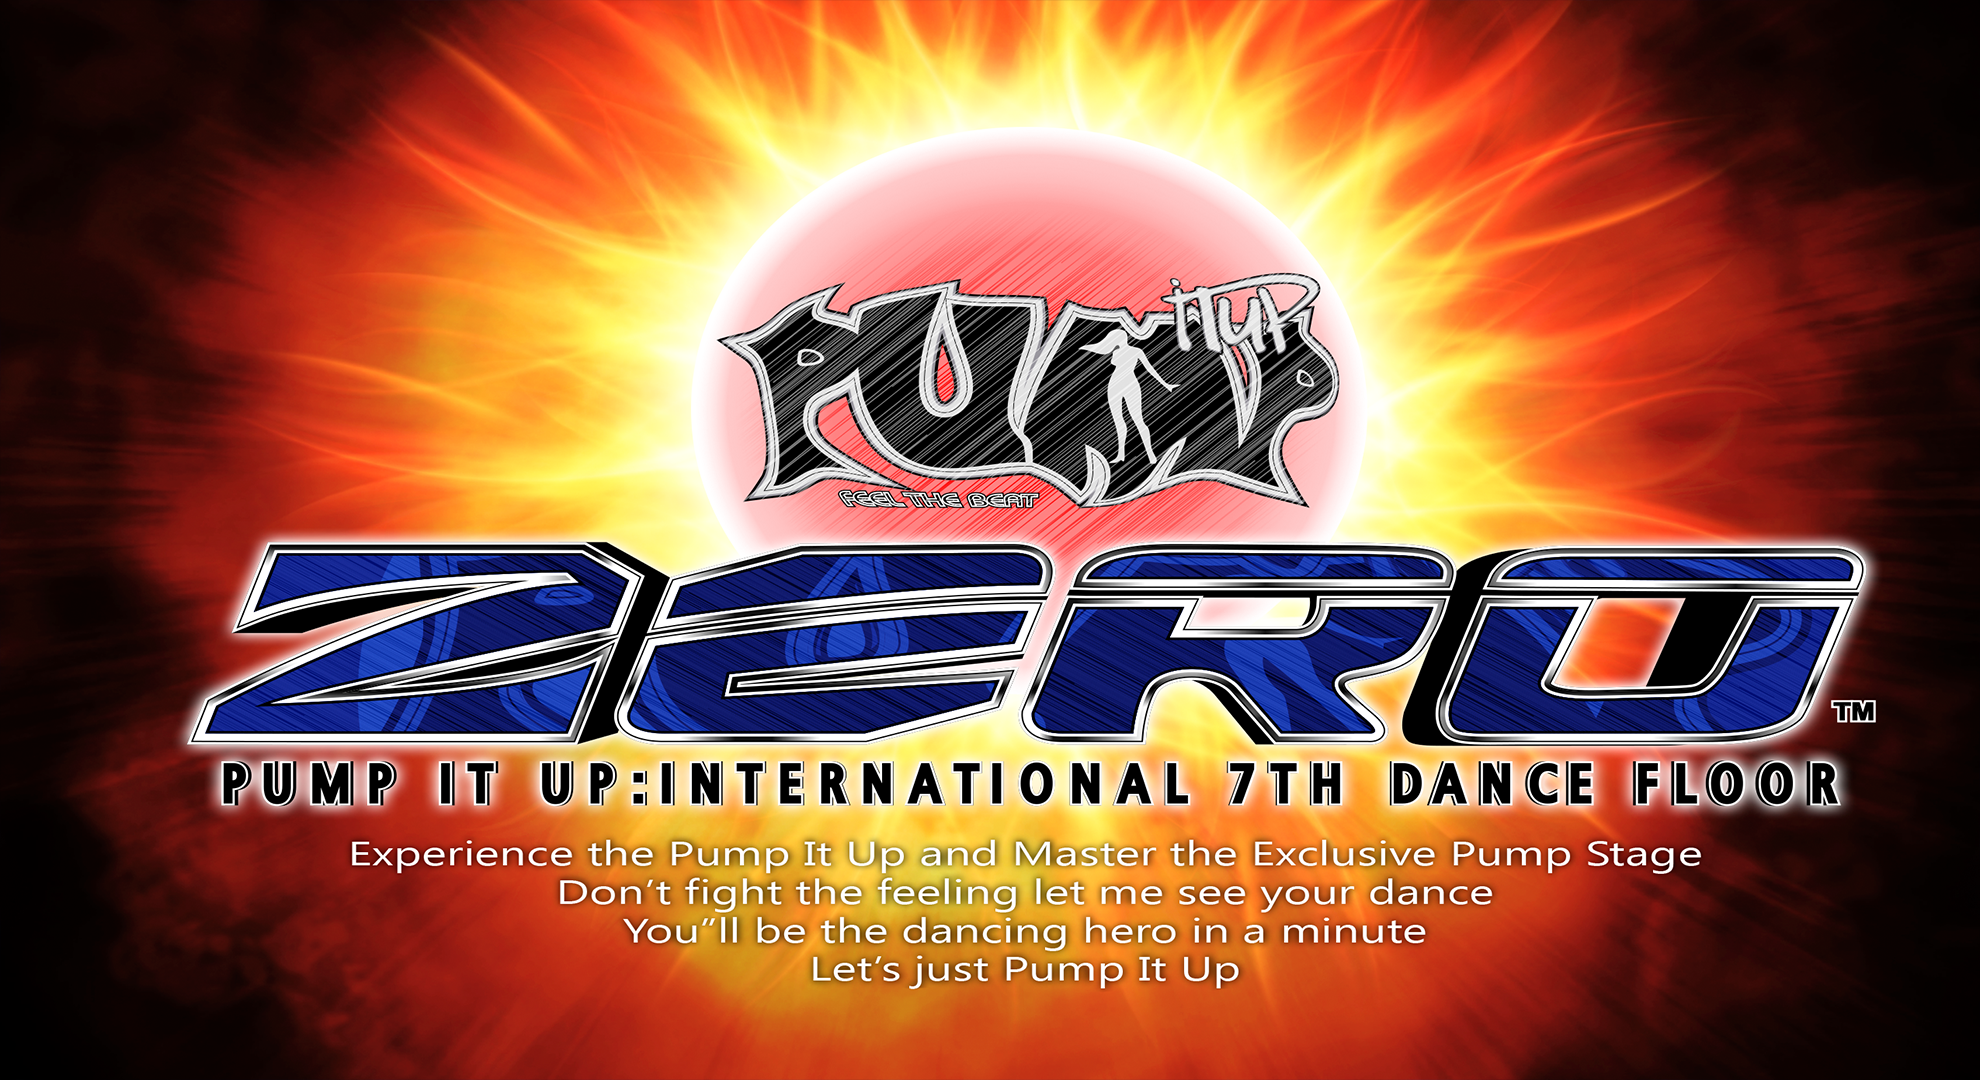 PUMP iTUP
FEEL THE BEAT
ZERO
TM
PUMP IT UP:INTERNATIONAL 7TH DANCE FLOOR
Experience the Pump It Up and Master the Exclusive Pump Stage
Don't fight the feeling let me see your dance
You"ll be the dancing hero in a minute
Let's just Pump It Up